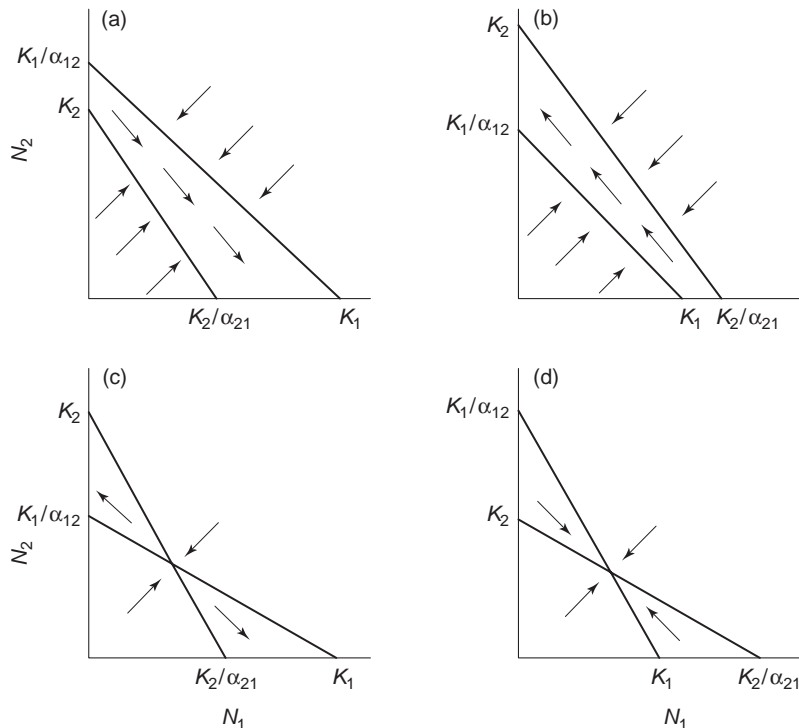 (a)
K₁/α₁₂
K₂
N₂
K₂/α₂₁
K₁
(b)
K₂
K₁/α₁₂
K₁
K₂/α₂₁
(c)
K₂
K₁/α₁₂
N₂
K₂/α₂₁
K₁
N₁
(d)
K₁/α₁₂
K₂
K₁
K₂/α₂₁
N₁